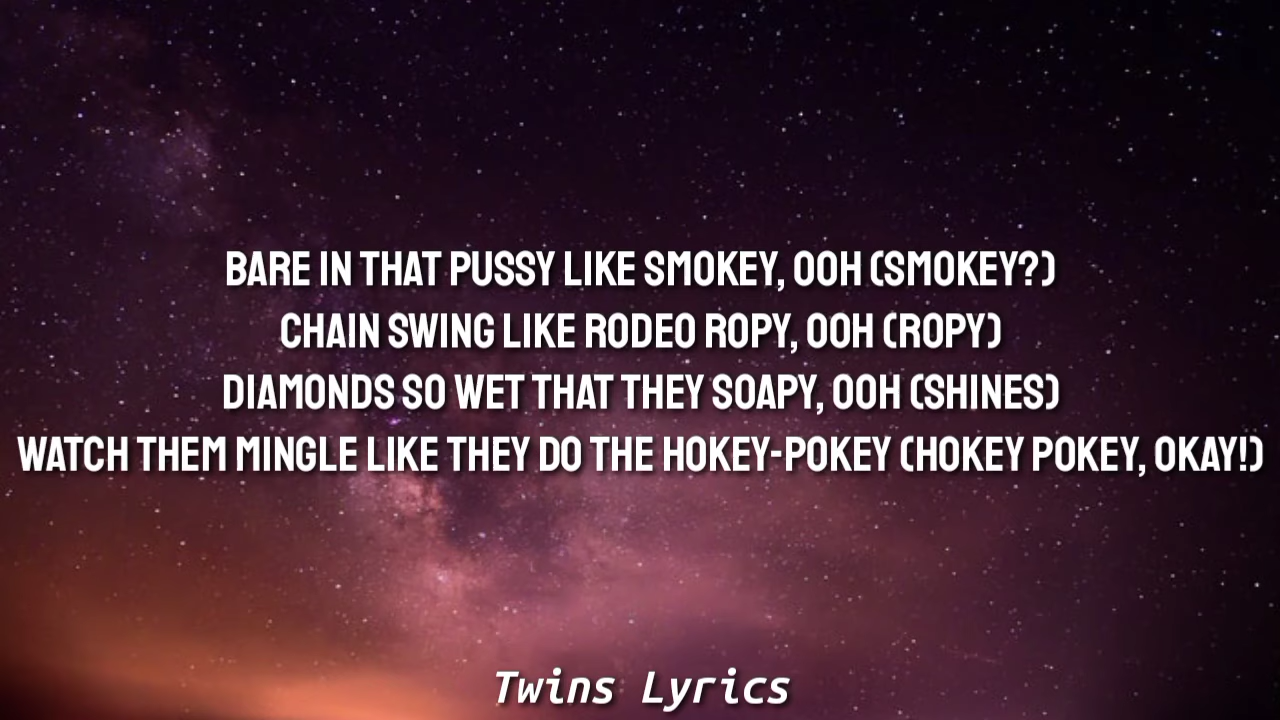 BARE IN THAT PUSSY LIKE SMOKEY, OOH (SMOKEY?)
CHAIN SWING LIKE RODEO ROPY, OOH (ROPY)
DIAMONDS SO WET THAT THEY SOAPY, OOH (SHINES)
WATCH THEM MINGLE LIKE THEY DO THE HOKEY-POKEY (HOKEY POKEY, OKAY!)
Twins Lyrics